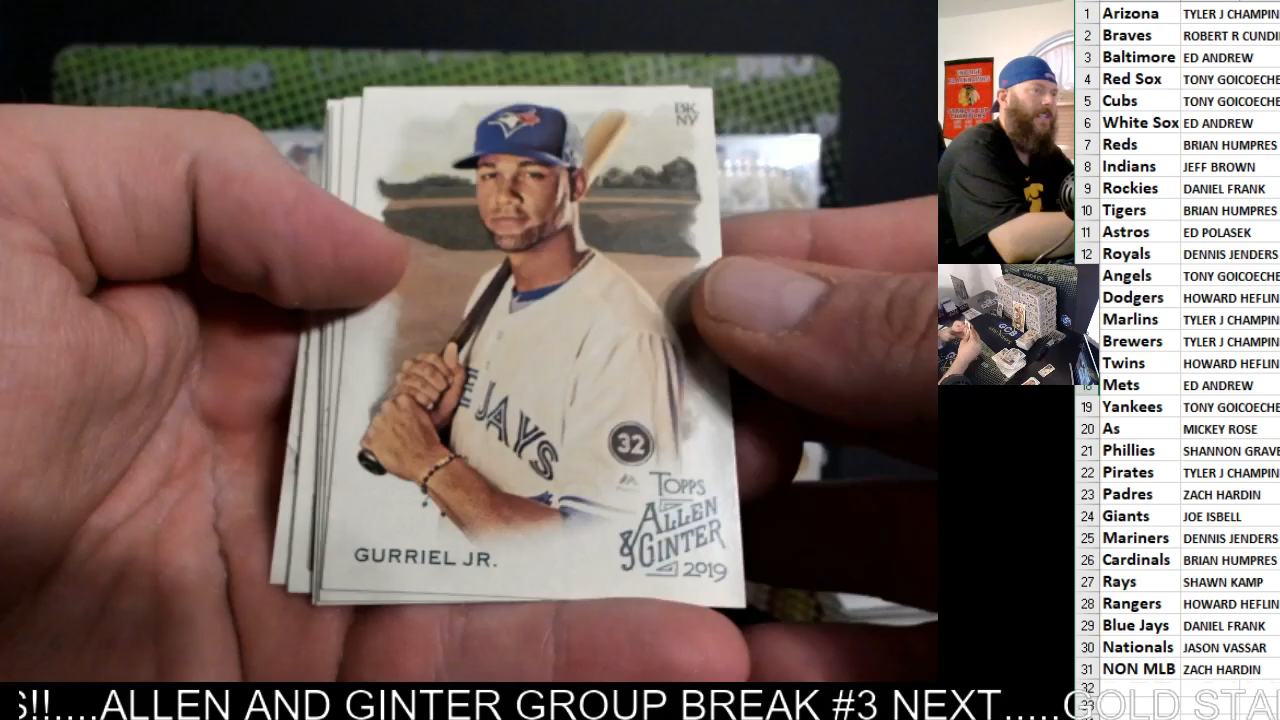 BK
NY
JAYS
32
TOPPS
ALLEN
& GINTER
2019
GURRIEL JR.
1 Arizona TYLER J CHAMPIN
2 Braves ROBERT R CUNDI
3 Baltimore ED ANDREW
4 Red Sox TONY GOICOECHE
5 Cubs TONY GOICOECHE
6 White Sox ED ANDREW
7 Reds BRIAN HUMPRES
8 Indians JEFF BROWN
9 Rockies DANIEL FRANK
10 Tigers BRIAN HUMPRES
11 Astros ED POLASEK
12 Royals DENNIS JENDERS
Angels TONY GOICOECHE
Dodgers HOWARD HEFLIN
Marlins TYLER J CHAMPIN
Brewers TYLER J CHAMPIN
Twins HOWARD HEFLIN
Mets ED ANDREW
19 Yankees TONY GOICOECHE
20 As MICKEY ROSE
21 Phillies SHANNON GRAVE
22 Pirates TYLER J CHAMPIN
23 Padres ZACH HARDIN
24 Giants JOE ISBELL
25 Mariners DENNIS JENDERS
26 Cardinals BRIAN HUMPRES
27 Rays SHAWN KAMP
28 Rangers HOWARD HEFLIN
29 Blue Jays DANIEL FRANK
30 Nationals JASON VASSAR
31 NON MLB ZACH HARDIN
32
33
S!!....ALLEN AND GINTER GROUP BREAK #3 NEXT.....GOLD STA